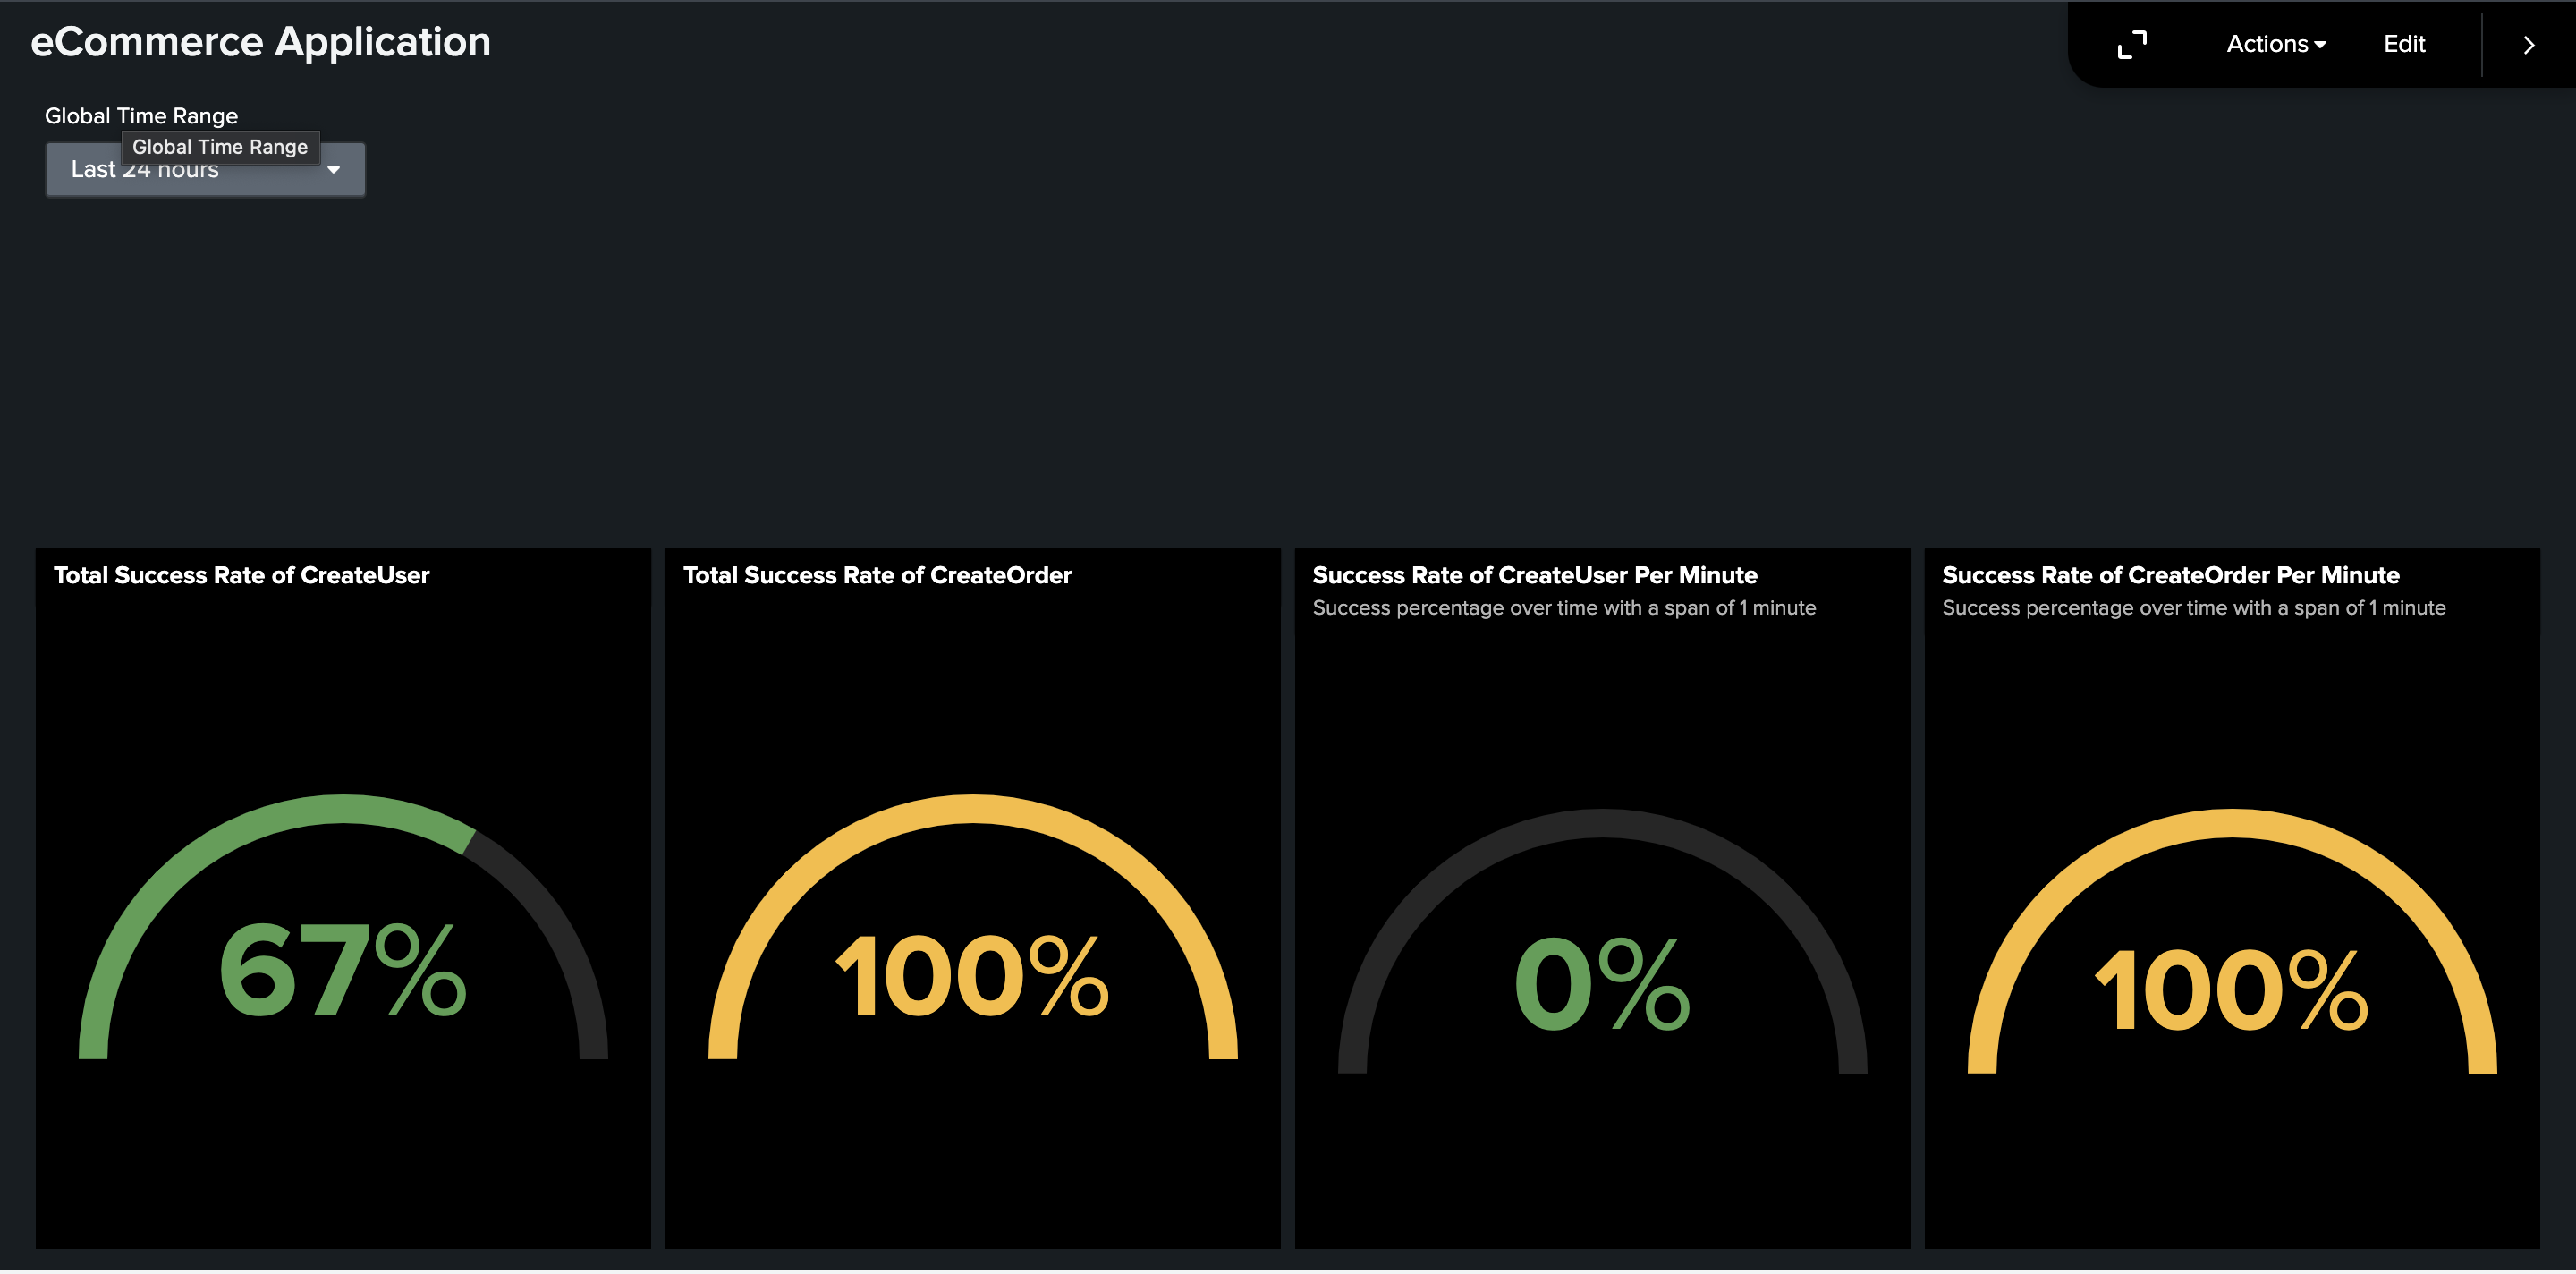 eCommerce Application
Actions Edit
Global Time Range
Global Time Range
Last 24 hours
Total Success Rate of CreateUser
67%
Total Success Rate of CreateOrder
100%
Success Rate of CreateUser Per Minute
Success percentage over time with a span of 1 minute
0%
Success Rate of CreateOrder Per Minute
Success percentage over time with a span of 1 minute
100%